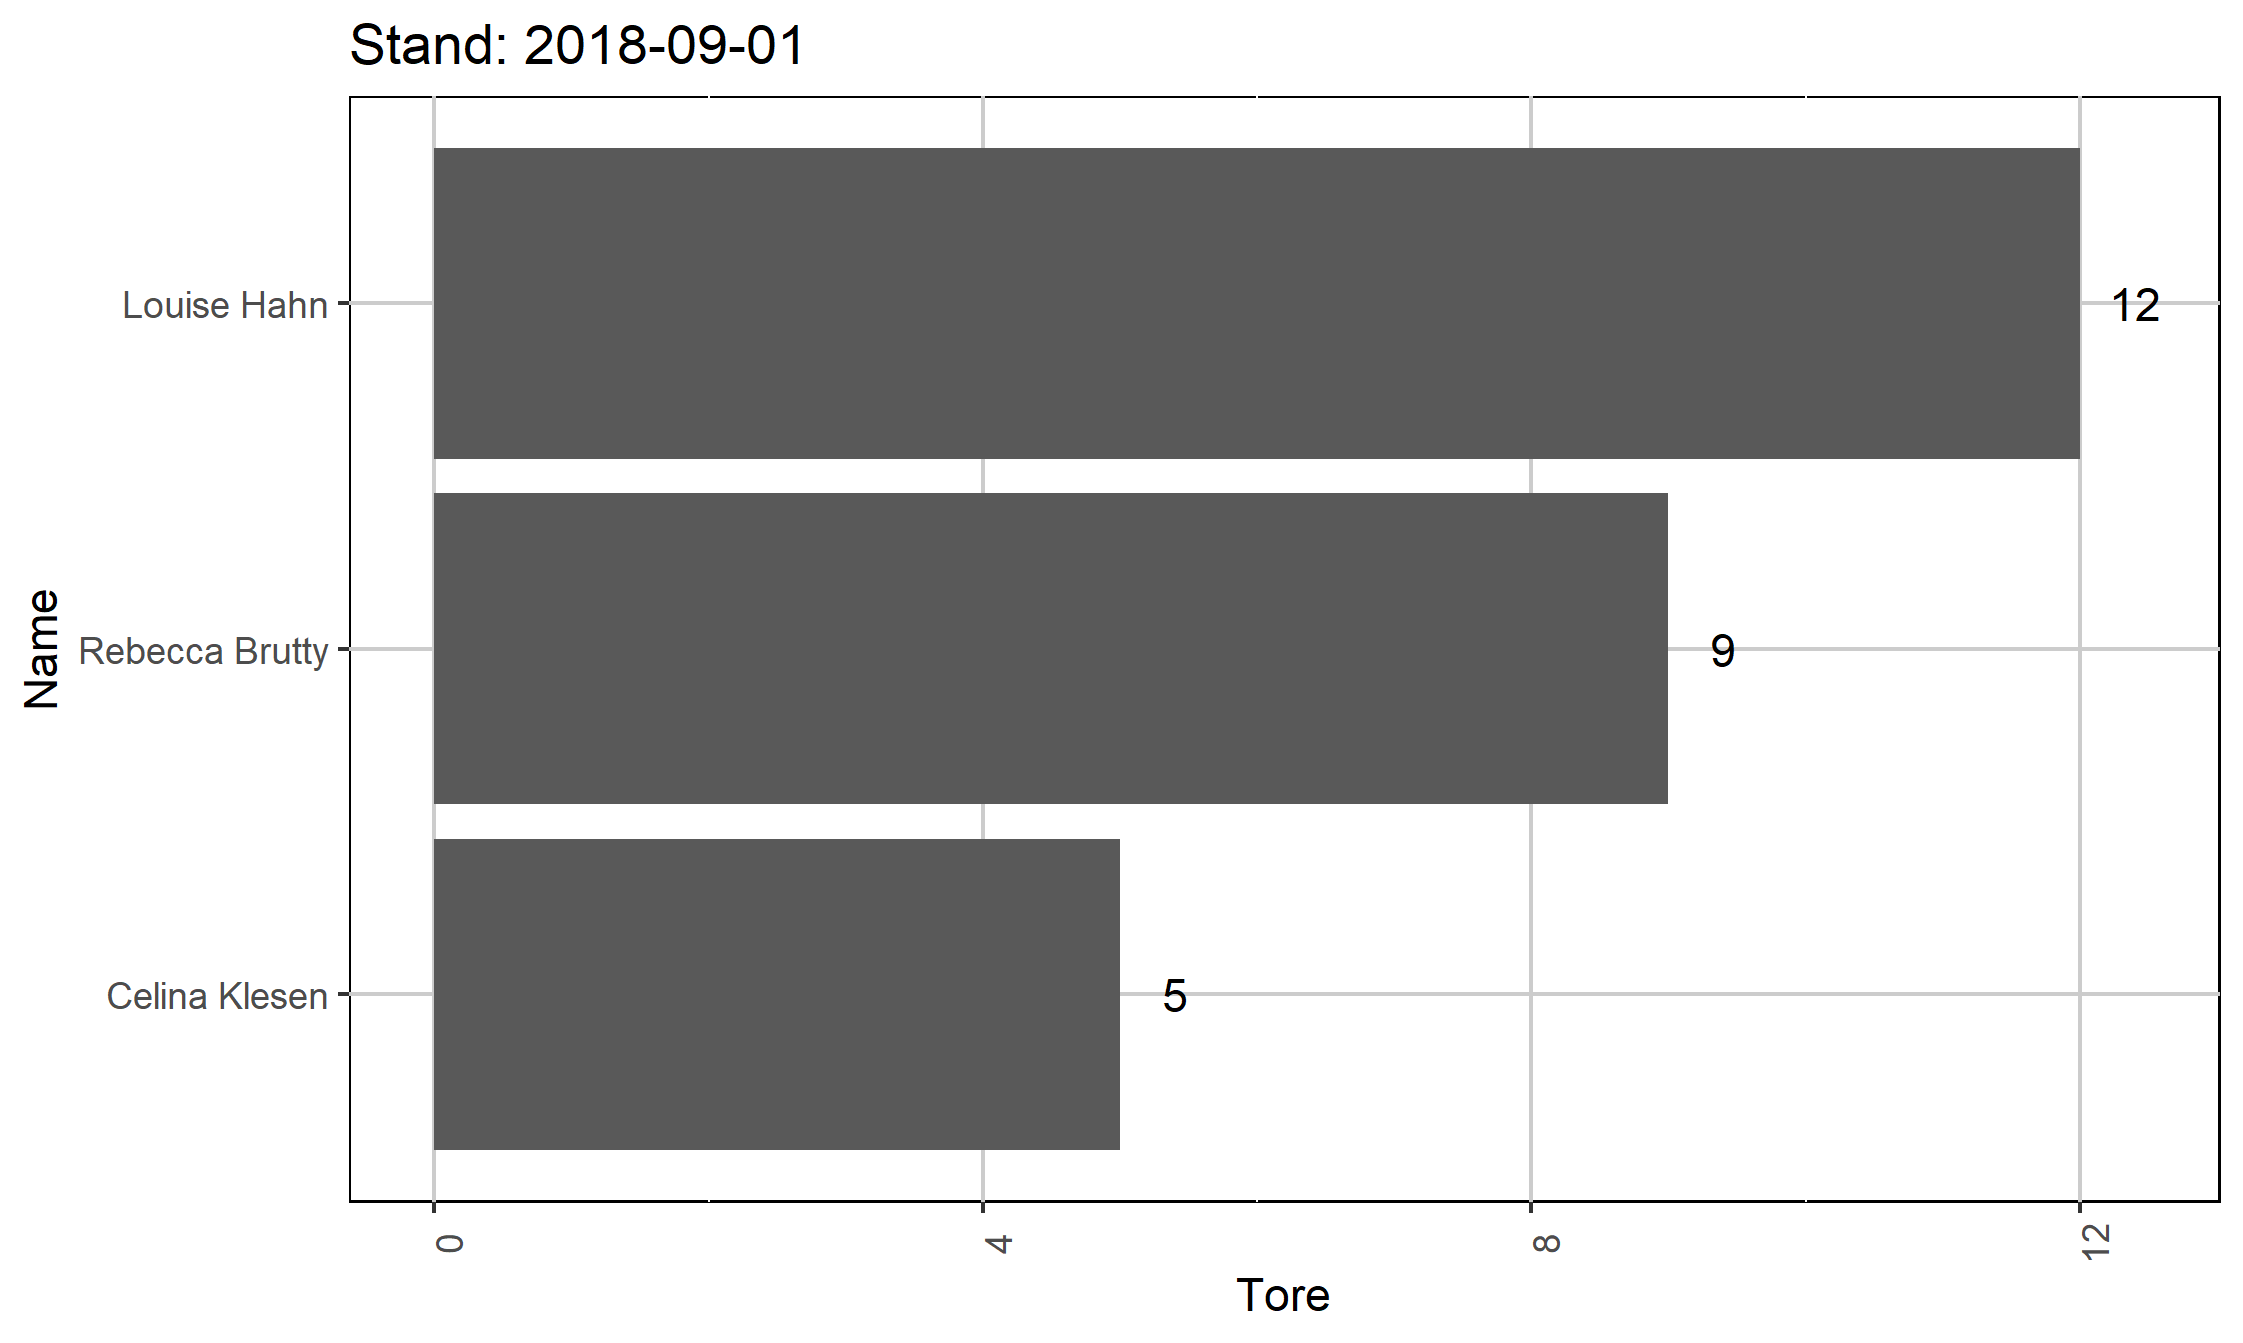 Stand: 2018-09-01
Louise Hahn
12
Rebecca Brutty
9
Celina Klesen
5
Name
0
4
8
12
Tore